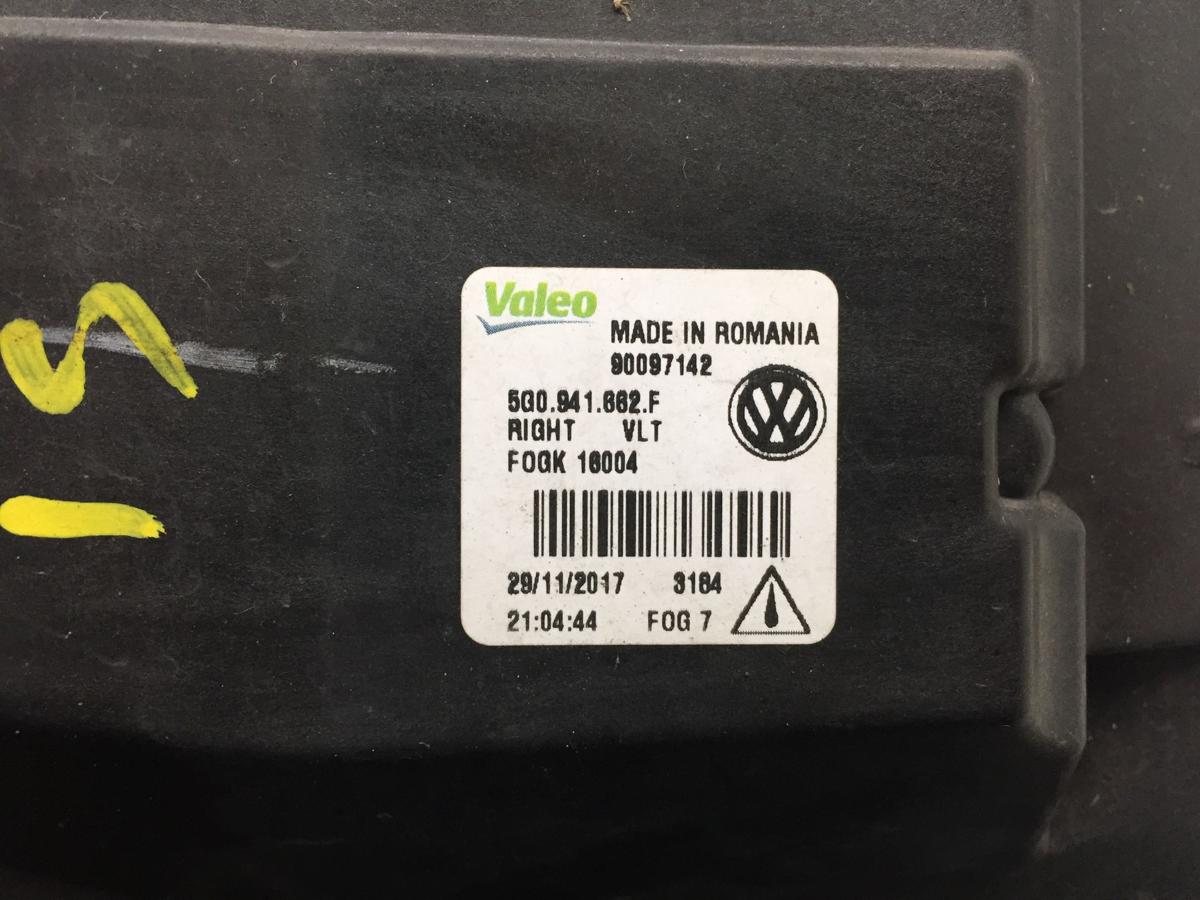 Valeo
MADE IN ROMANIA
90097142
5G0.941.662.F
RIGHT VLT
FOGK 16004
29/11/2017 3184
21:04:44 FOG 7